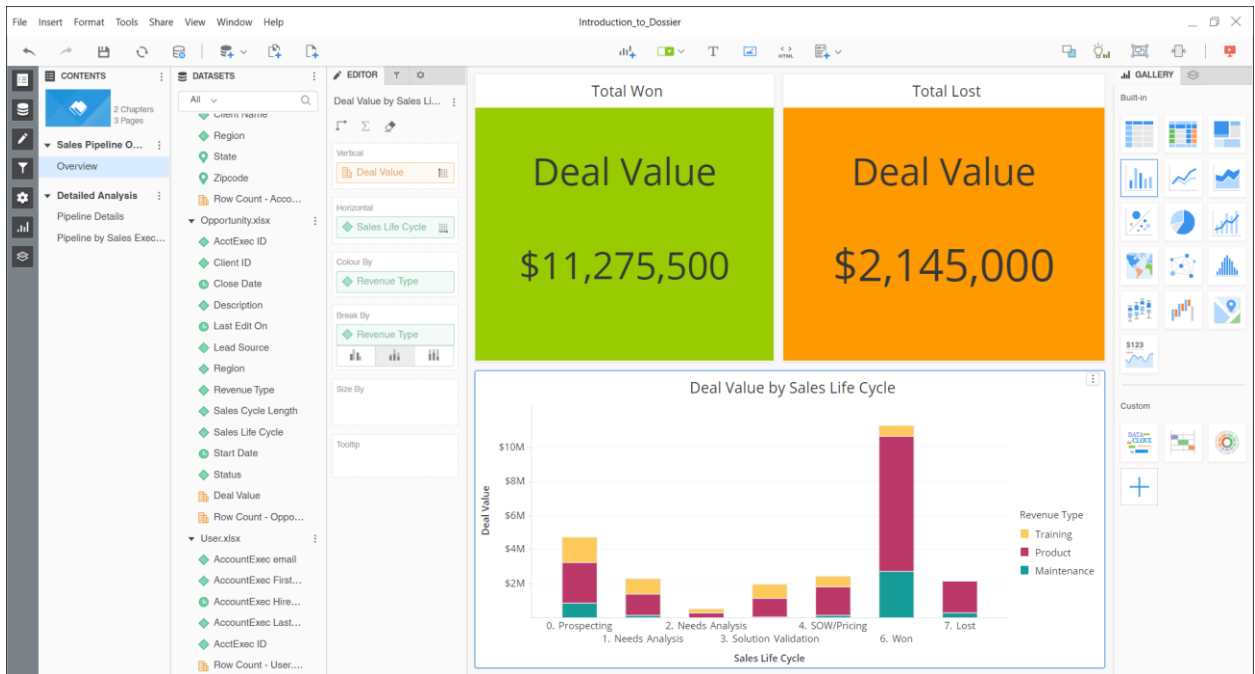 File Insert Format Tools Share View Window Help
Introduction_to_Dossier
HTML
CONTENTS
2 Chapters
3 Pages
Sales Pipeline O...
Overview
Detailed Analysis
Pipeline Details
Pipeline by Sales Exec...
DATASETS
All
Client Name
Region
State
Zipcode
Row Count - Acco...
Opportunity.xlsx
AcctExec ID
Client ID
Close Date
Description
Last Edit On
Lead Source
Region
Revenue Type
Sales Cycle Length
Sales Life Cycle
Start Date
Status
Deal Value
Row Count - Oppo...
User.xlsx
AccountExec email
AccountExec First...
AccountExec Hire...
AccountExec Last...
AcctExec ID
Row Count - User....
EDITOR
Deal Value by Sales Li...
Vertical
Deal Value
Horizontal
Sales Life Cycle
Colour By
Revenue Type
Break By
Revenue Type
Size By
Tooltip
Total Won
Deal Value
$11,275,500
Total Lost
Deal Value
$2,145,000
Deal Value by Sales Life Cycle
Deal Value
$10M
$8M
$6M
$4M
$2M
0. Prospecting
1. Needs Analysis
2. Needs Analysis
3. Solution Validation
4. SOW/Pricing
6. Won
7. Lost
Sales Life Cycle
Revenue Type
Training
Product
Maintenance
GALLERY
Built-in
$123
Custom
DATA
CLOUD